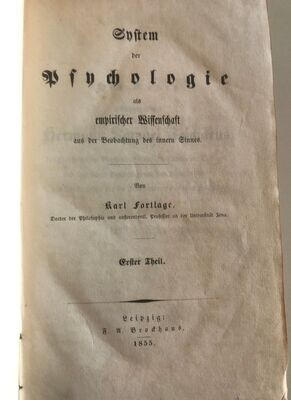 System
der
Psychologie
als
empirischer Wissenschaft
aus der Beobachtung des innern Sinnes.
Von
Karl Fortlage,
Doctor der Philosophie und außerordentl. Professor an der Universität Jena.
Erster Theil.
Leipzig:
F. A. Brockhaus.
1855.